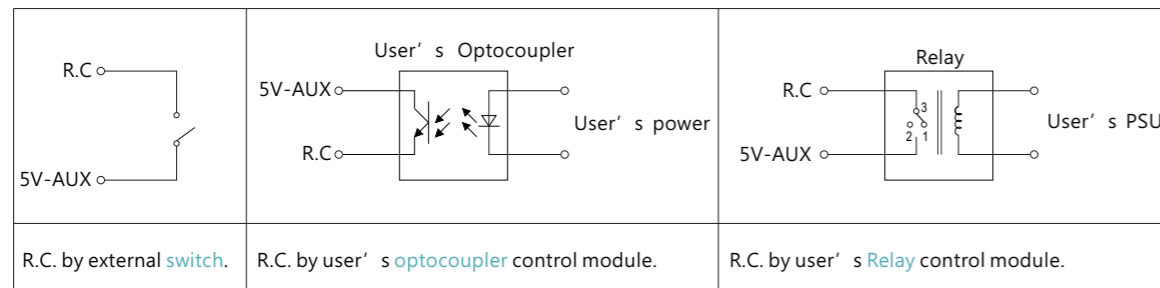 R.C
5V-AUX
R.C. by external switch.
User’s Optocoupler
5V-AUX
R.C
User’s power
R.C. by user’s optocoupler control module.
Relay
R.C
3
2 1
5V-AUX
User’s PSU
R.C. by user’s Relay control module.